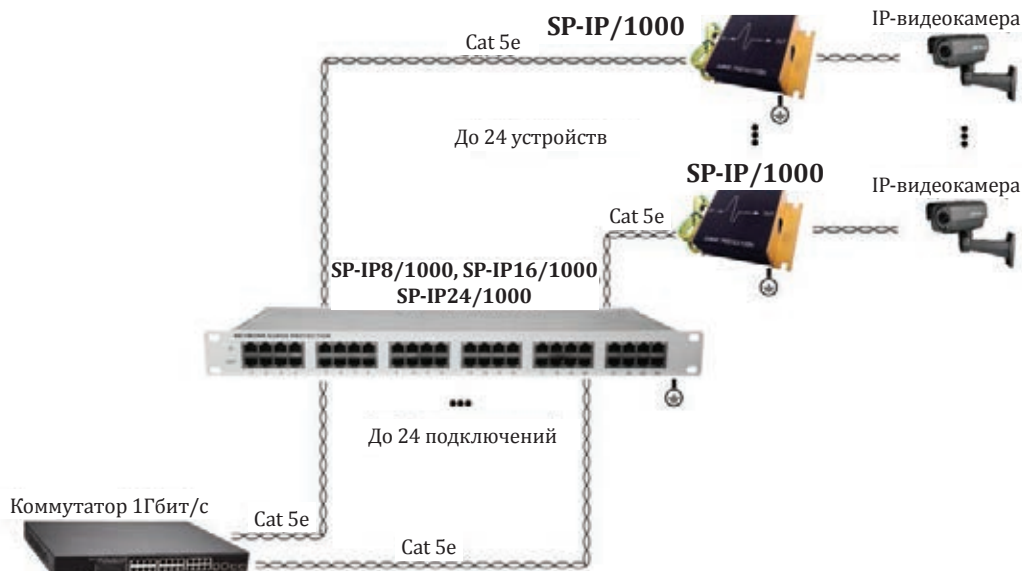 SP-IP/1000
IP-видеокамера
Cat 5e
До 24 устройств
SP-IP/1000
IP-видеокамера
Cat 5e
SP-IP8/1000, SP-IP16/1000
SP-IP24/1000
До 24 подключений
Коммутатор 1Гбит/с
Cat 5e
Cat 5e